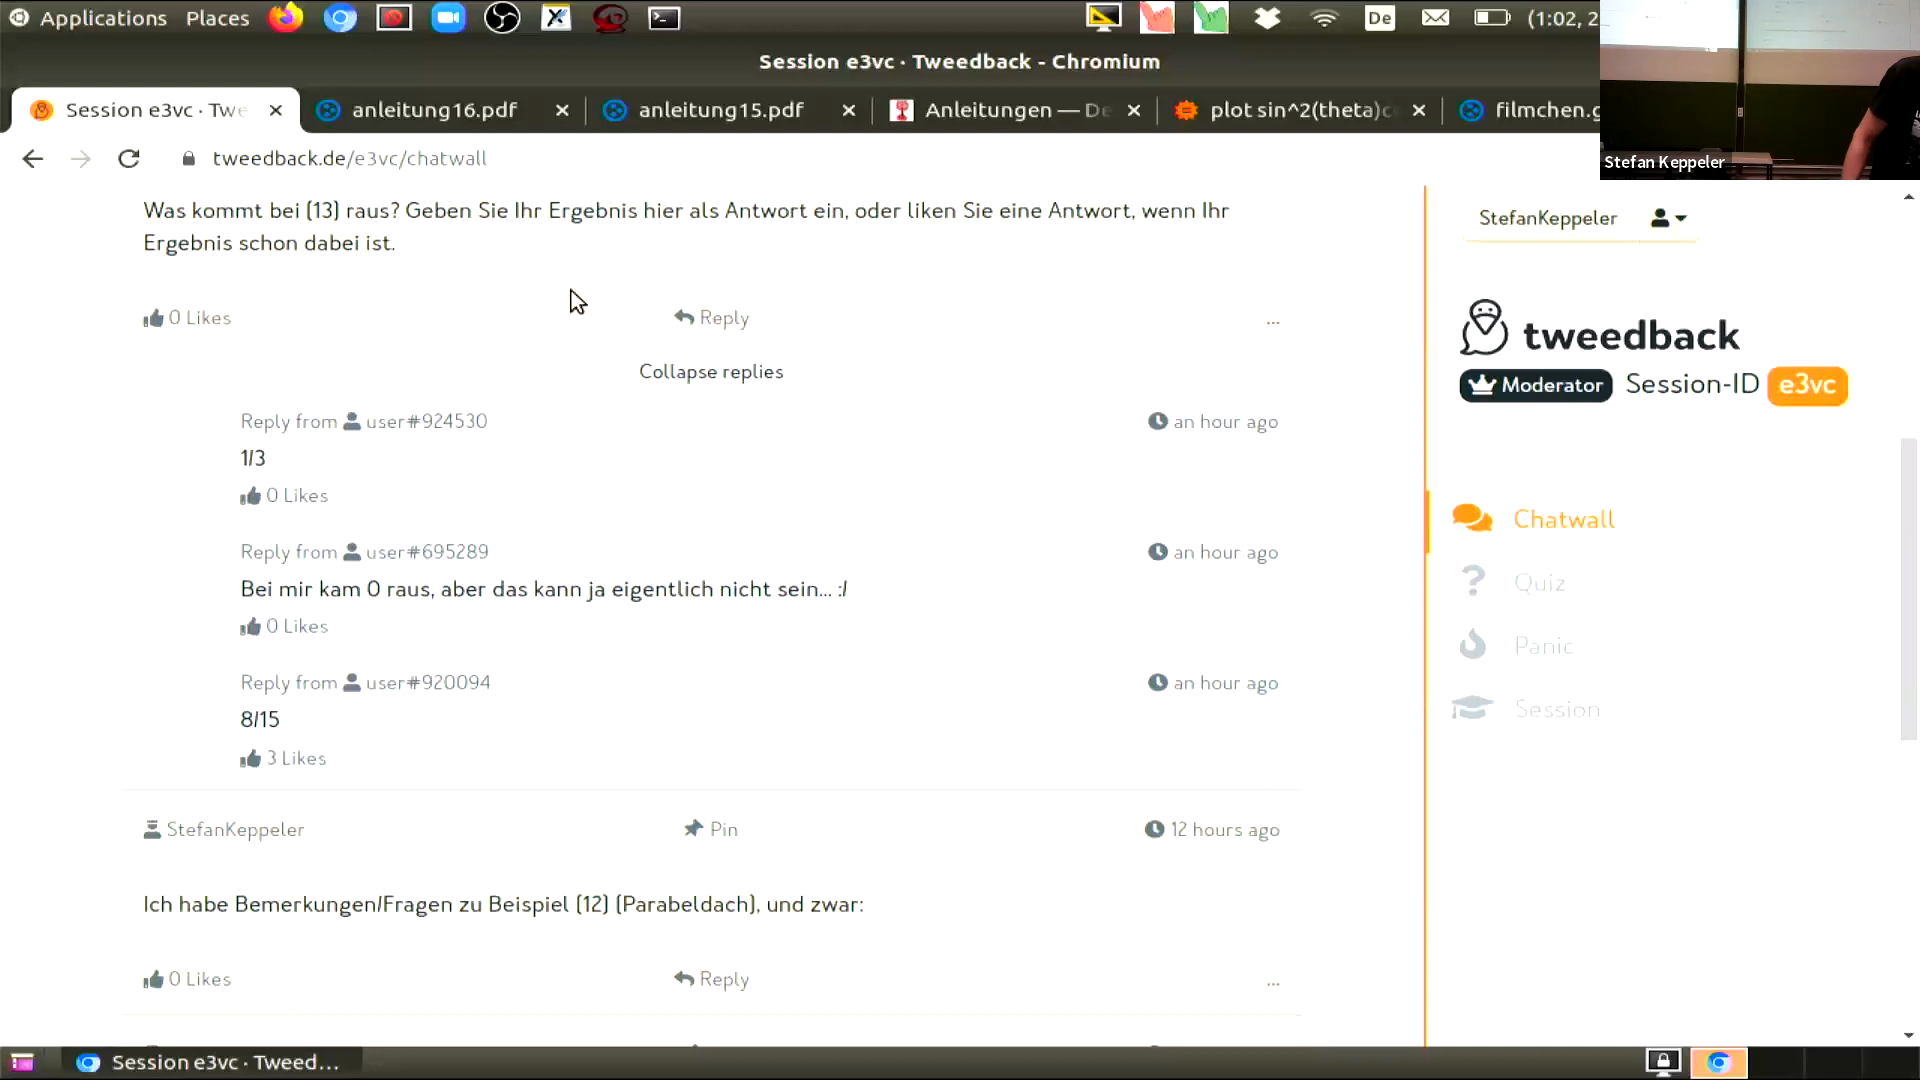 Applications Places De (1:02, 2
Session e3vc · Tweedback - Chromium
Session e3vc · Twe anleitung16.pdf anleitung15.pdf Anleitungen — De plot sin^2(theta)c filmchen.g
tweedback.de/e3vc/chatwall
Stefan Keppeler
Was kommt bei (13) raus? Geben Sie Ihr Ergebnis hier als Antwort ein, oder liken Sie eine Antwort, wenn Ihr
Ergebnis schon dabei ist.
0 Likes Reply ...
Collapse replies
Reply from user#924530 an hour ago
1/3
0 Likes
Reply from user#695289 an hour ago
Bei mir kam 0 raus, aber das kann ja eigentlich nicht sein... :/
0 Likes
Reply from user#920094 an hour ago
8/15
3 Likes
StefanKeppeler Pin 12 hours ago
Ich habe Bemerkungen/Fragen zu Beispiel (12) (Parabeldach), und zwar:
0 Likes Reply ...
StefanKeppeler
tweedback
Moderator Session-ID e3vc
Chatwall
Quiz
Panic
Session
Session e3vc · Tweed...